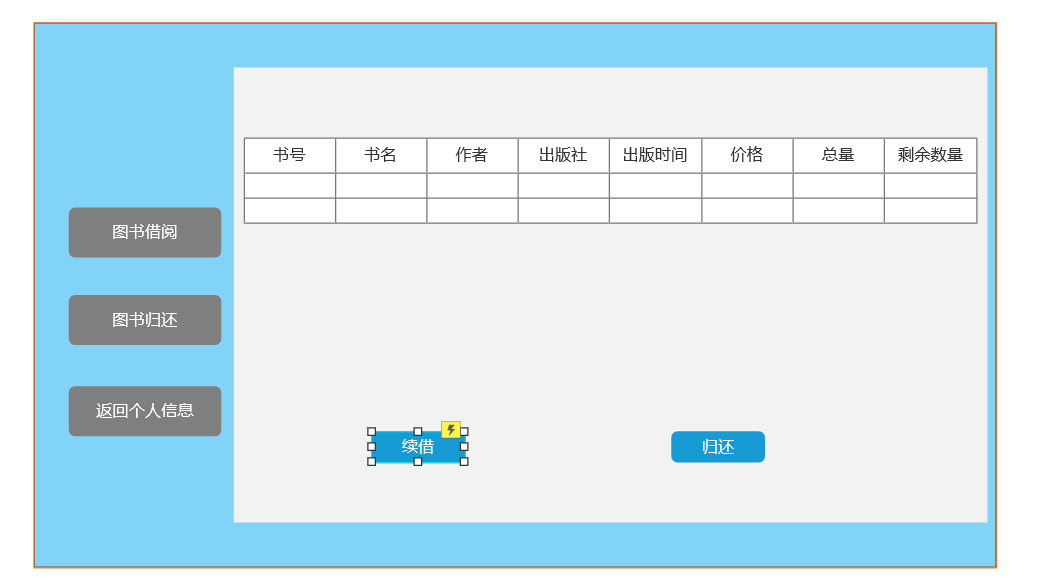 书号 书名 作者 出版社 出版时间 价格 总量 剩余数量
图书借阅
图书归还
返回个人信息
续借 归还